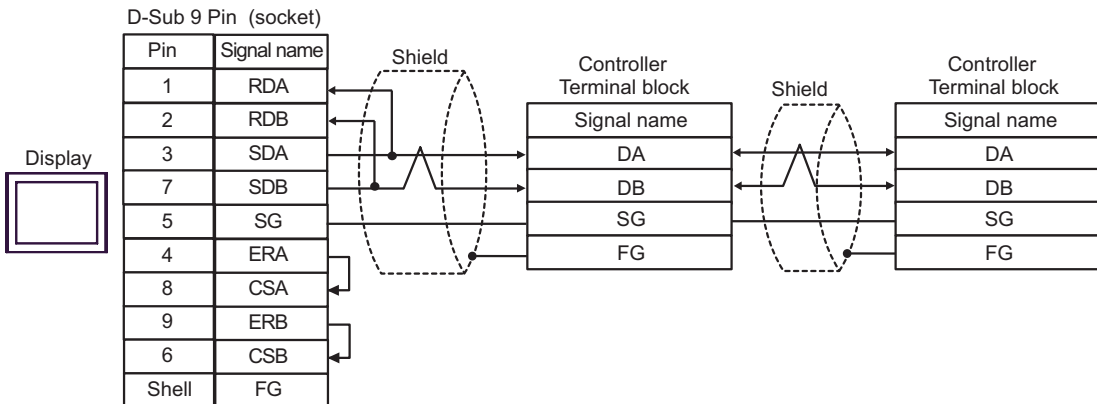 D-Sub 9 Pin (socket)
Pin Signal name
1 RDA
2 RDB
3 SDA
7 SDB
5 SG
4 ERA
8 CSA
9 ERB
6 CSB
Shell FG
Display
Shield
Controller
Terminal block
Signal name
DA
DB
SG
FG
Shield
Controller
Terminal block
Signal name
DA
DB
SG
FG